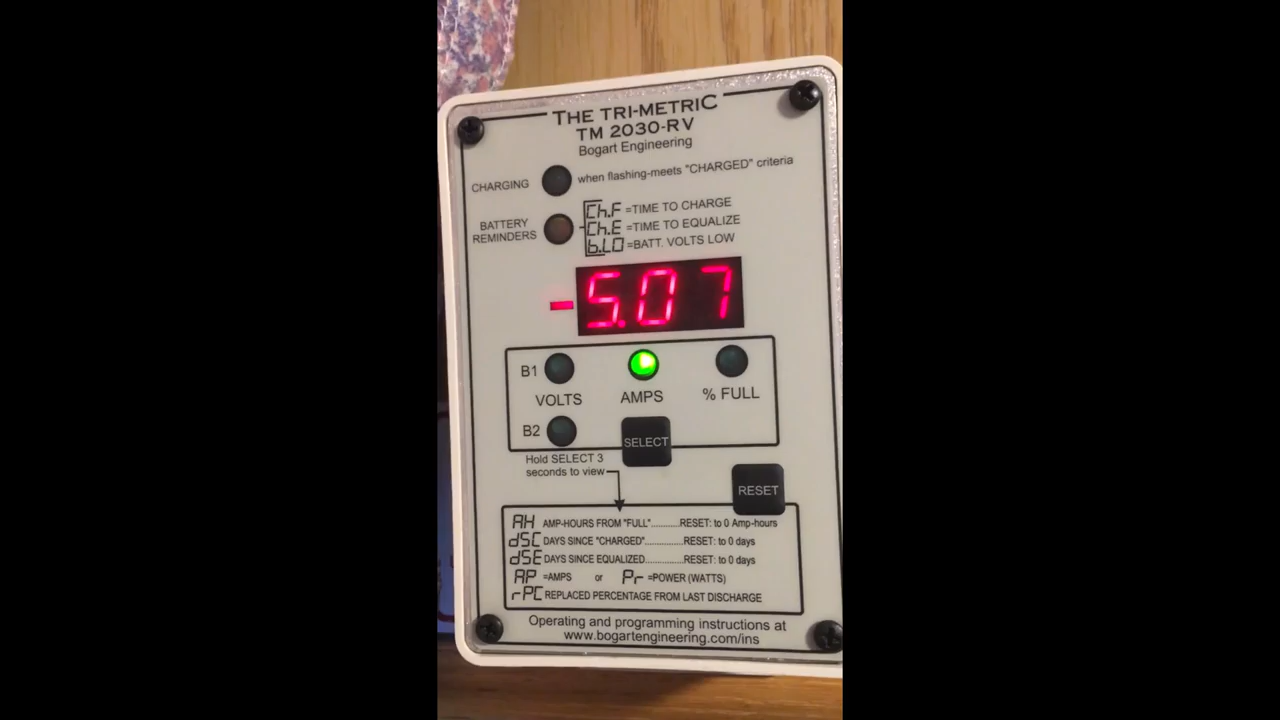 THE TRI-METRIC
TM 2030-RV
Bogart Engineering
CHARGING when flashing-meets "CHARGED" criteria
BATTERY REMINDERS
Ch.F =TIME TO CHARGE
Ch.E =TIME TO EQUALIZE
b.LO =BATT. VOLTS LOW
-5.07
B1
VOLTS AMPS % FULL
B2
SELECT
Hold SELECT 3
seconds to view
RESET
AH AMP-HOURS FROM "FULL"..........RESET: to 0 Amp-hours
dSC DAYS SINCE "CHARGED"...............RESET: to 0 days
dSE DAYS SINCE EQUALIZED...............RESET: to 0 days
AP =AMPS or Pr =POWER (WATTS)
rPC REPLACED PERCENTAGE FROM LAST DISCHARGE
Operating and programming instructions at
www.bogartengineering.com/ins